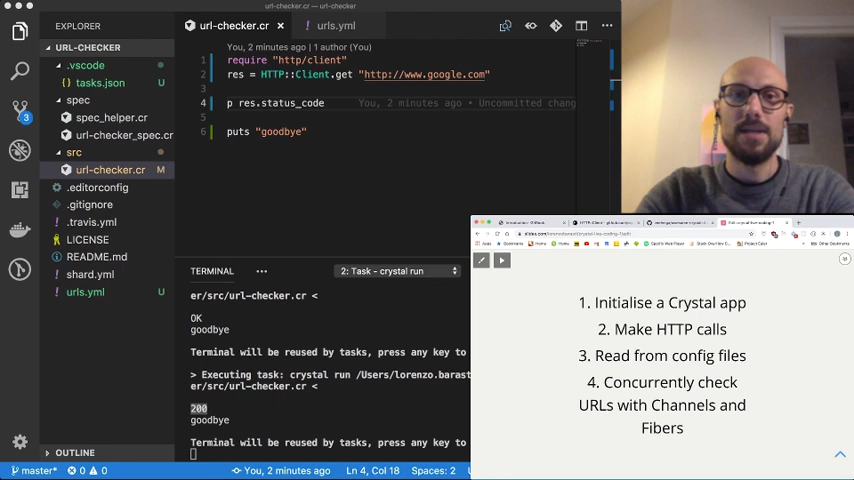 url-checker.cr — url-checker
EXPLORER
url-checker.cr
urls.yml
URL-CHECKER
.vscode
tasks.json U
spec
spec_helper.cr
url-checker_spec.cr
src
url-checker.cr M
.editorconfig
.gitignore
.travis.yml
LICENSE
README.md
shard.yml
urls.yml U
OUTLINE
3
You, 2 minutes ago | 1 author (You)
1 require "http/client"
2 res = HTTP::Client.get "http://www.google.com"
3
4 p res.status_code You, 2 minutes ago • Uncommitted chang
5
6 puts "goodbye"
TERMINAL ••• 2: Task - crystal run
er/src/url-checker.cr <
OK
goodbye
Terminal will be reused by tasks, press any key to
> Executing task: crystal run /Users/lorenzo.barast
er/src/url-checker.cr <
200
goodbye
Terminal will be reused by tasks, press any key to
1. Initialise a Crystal app
2. Make HTTP calls
3. Read from config files
4. Concurrently check
URLs with Channels and
Fibers
master* 0 0 You, 2 minutes ago Ln 4, Col 18 Spaces: 2